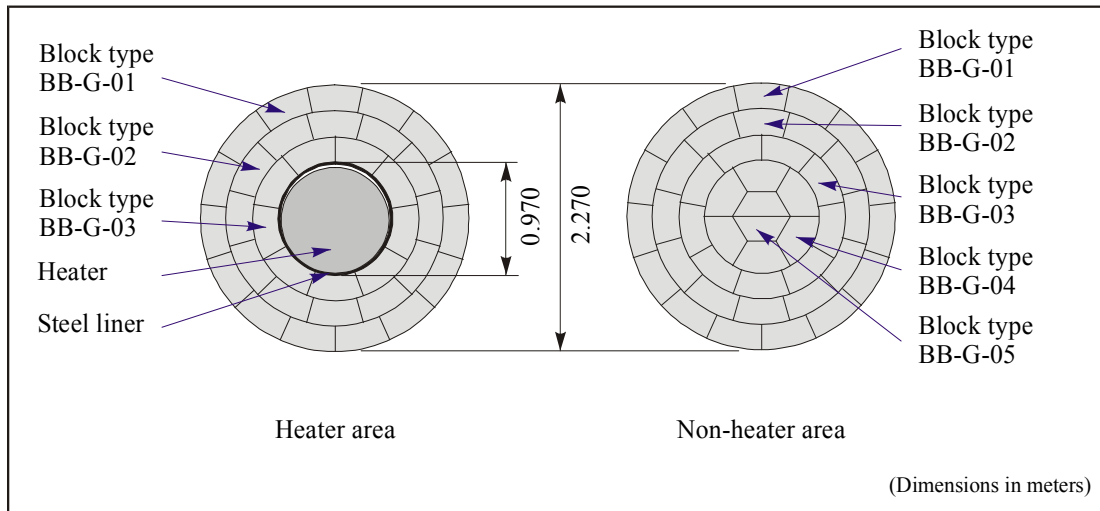 Block type
BB-G-01
Block type
BB-G-02
Block type
BB-G-03
Heater
Steel liner
0.970
2.270
Block type
BB-G-01
Block type
BB-G-02
Block type
BB-G-03
Block type
BB-G-04
Block type
BB-G-05
Heater area
Non-heater area
(Dimensions in meters)